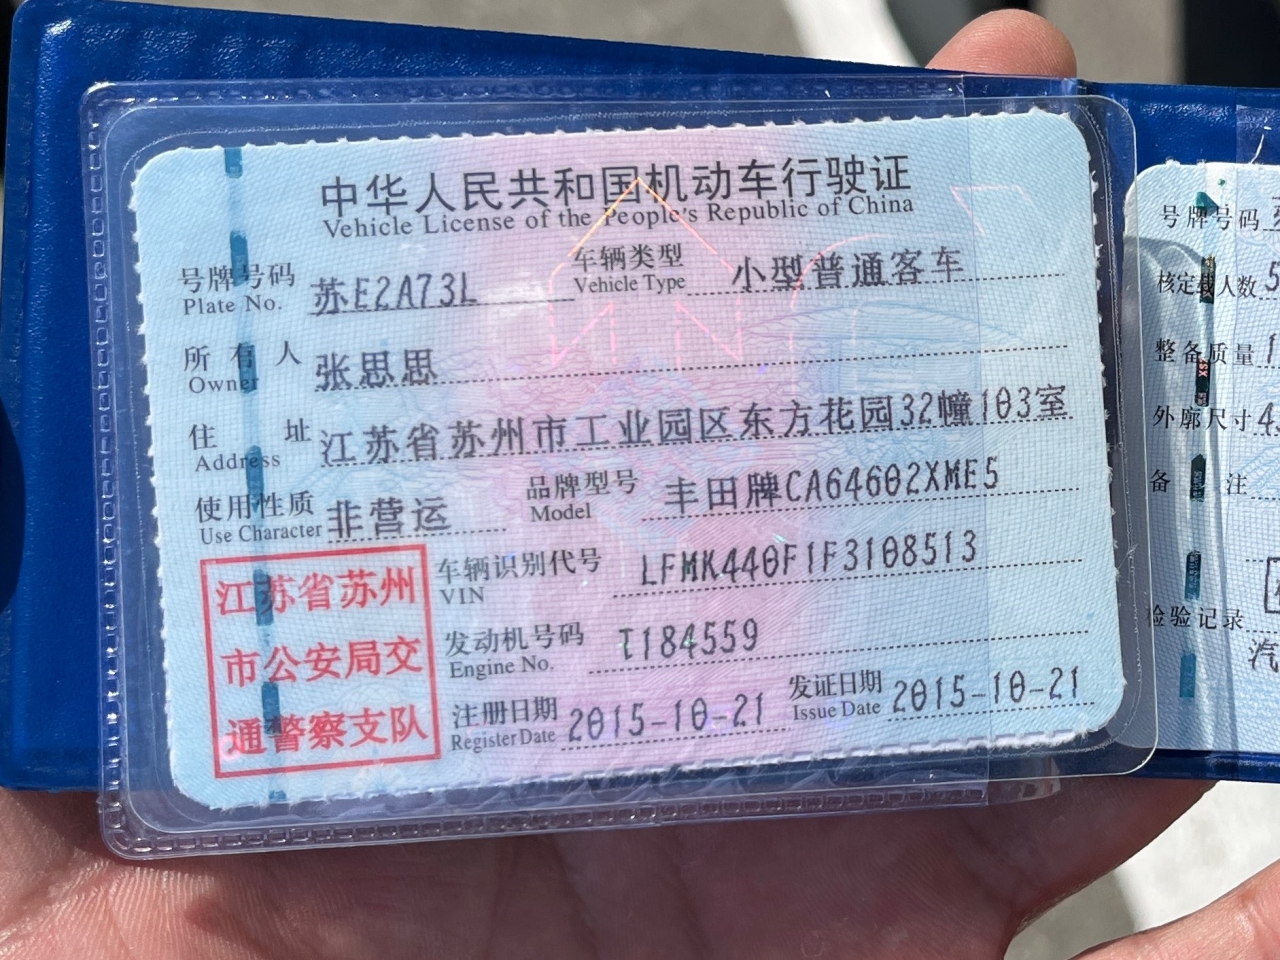 中华人民共和国机动车行驶证
Vehicle License of the People's Republic of China
号牌号码 苏E2A73L 车辆类型 小型普通客车
Plate No. Vehicle Type
所有人 张思思
Owner
住址 江苏省苏州市工业园区东方花园32幢103室
Address
使用性质 非营运 品牌型号 丰田牌CA64602XME5
Use Character Model
江苏省苏州
市公安局交
通警察支队
车辆识别代号 LFMK440F1F3108513
VIN
发动机号码 T184559
Engine No.
注册日期 2015-10-21 发证日期 2015-10-21
Register Date Issue Date
号牌号码
核定载人数 5
整备质量 1
外廓尺寸 4
备注
检验记录
汽